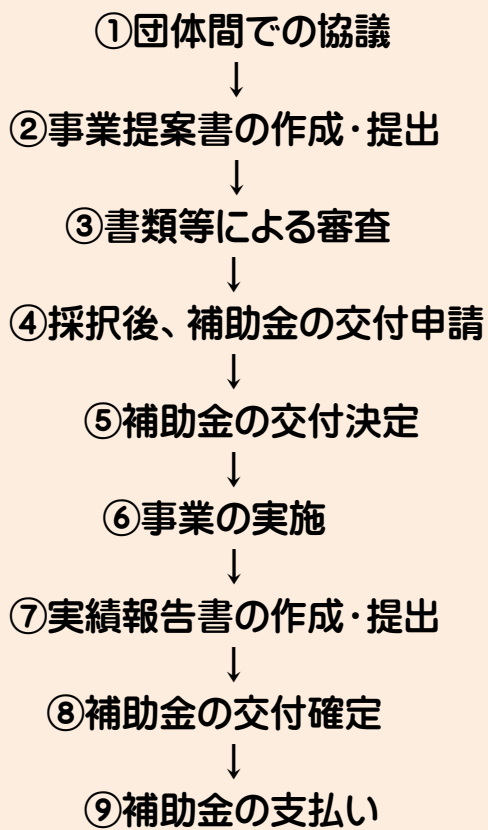 ①団体間での協議
↓
②事業提案書の作成・提出
↓
③書類等による審査
↓
④採択後、補助金の交付申請
↓
⑤補助金の交付決定
↓
⑥事業の実施
↓
⑦実績報告書の作成・提出
↓
⑧補助金の交付確定
↓
⑨補助金の支払い